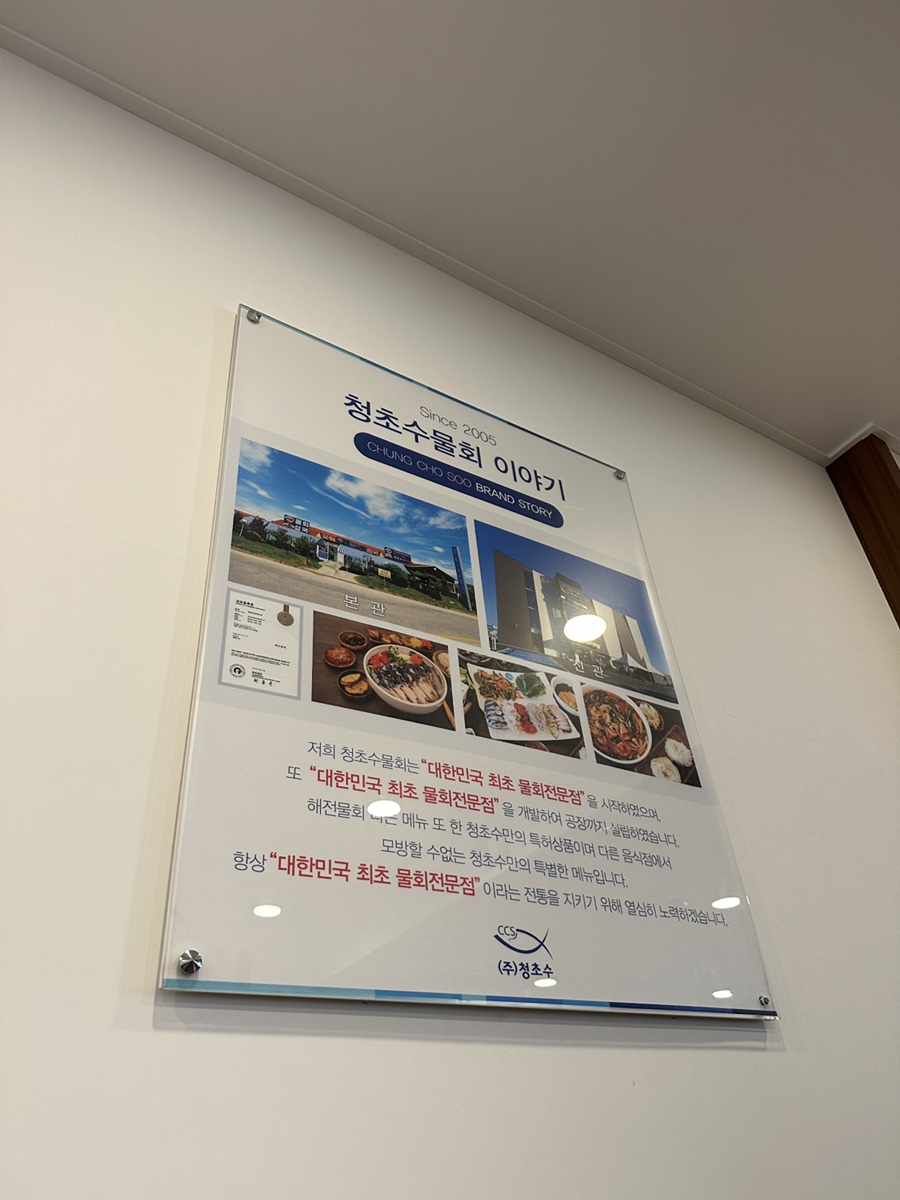 Since 2005
청초수물회 이야기
CHUNG CHO SOO BRAND STORY
본 관
신 관
저희 청초수물회는 “대한민국 최초 물회전문점” 을 시작하였으며,
또 “대한민국 최초 물회전문점” 을 개발하여 공장까지 설립하였습니다.
해전물회 메뉴 또 한 청초수만의 특허상품이며 다른 음식점에서
모방할 수없는 청초수만의 특별한 메뉴입니다.
항상 “대한민국 최초 물회전문점” 이라는 전통을 지키기 위해 열심히 노력하겠습니다.
CCS
(주)청초수